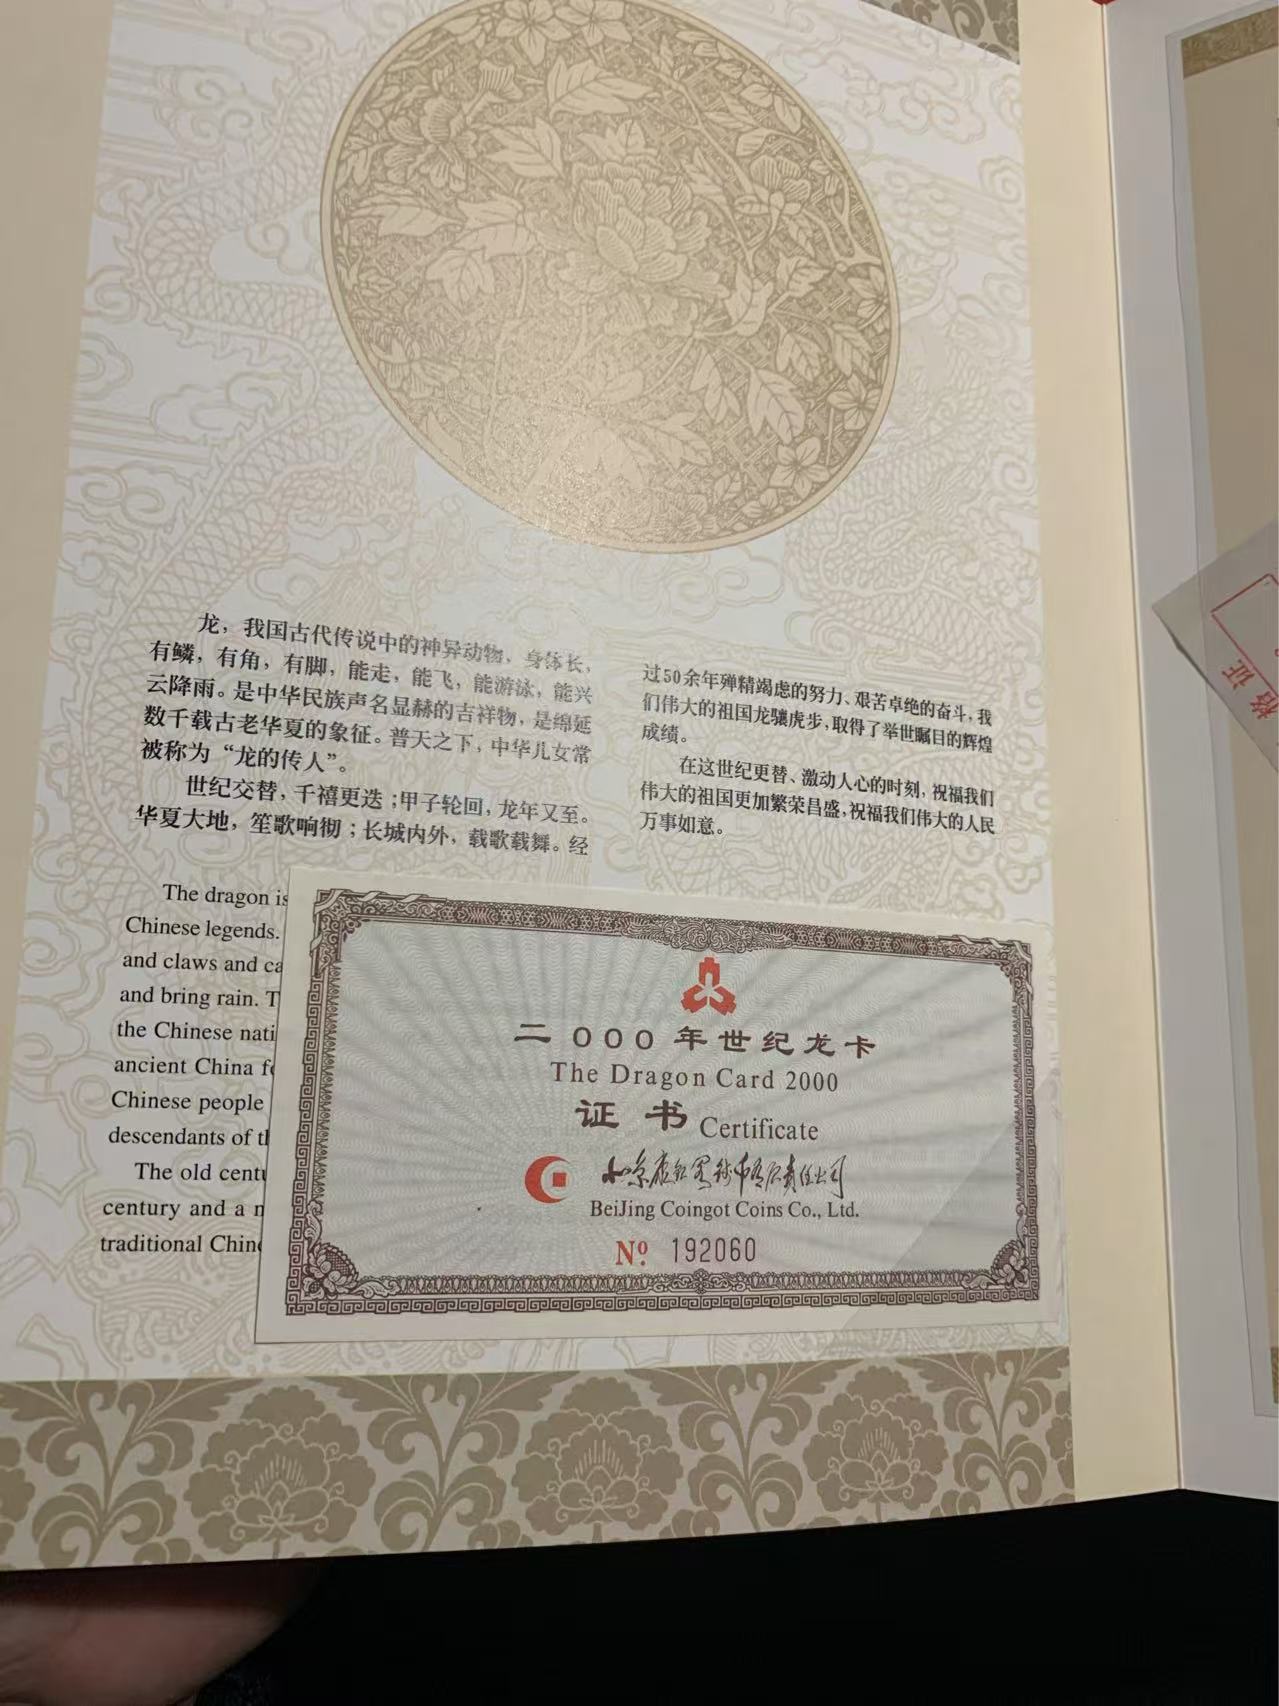 龙，我国古代传说中的神异动物，身体长，
有鳞，有角，有脚，能走，能飞，能游泳，能兴
云降雨。是中华民族声名显赫的吉祥物，是绵延
数千载古老华夏的象征。普天之下，中华儿女常
被称为“龙的传人”。
世纪交替，千禧更迭；甲子轮回，龙年又至。
华夏大地，笙歌响彻；长城内外，载歌载舞。经
过50余年殚精竭虑的努力、艰苦卓绝的奋斗，我
们伟大的祖国龙骧虎步，取得了举世瞩目的辉煌
成绩。
在这世纪更替、激动人心的时刻，祝福我们
伟大的祖国更加繁荣昌盛，祝福我们伟大的人民
万事如意。
The dragon is
Chinese legends.
and claws and ca
and bring rain. T
the Chinese nati
ancient China fo
Chinese people
descendants of th
The old centu
century and a n
traditional Chine
二000年世纪龙卡
The Dragon Card 2000
证书 Certificate
BeiJing Coingot Coins Co., Ltd.
Nº 192060
格证